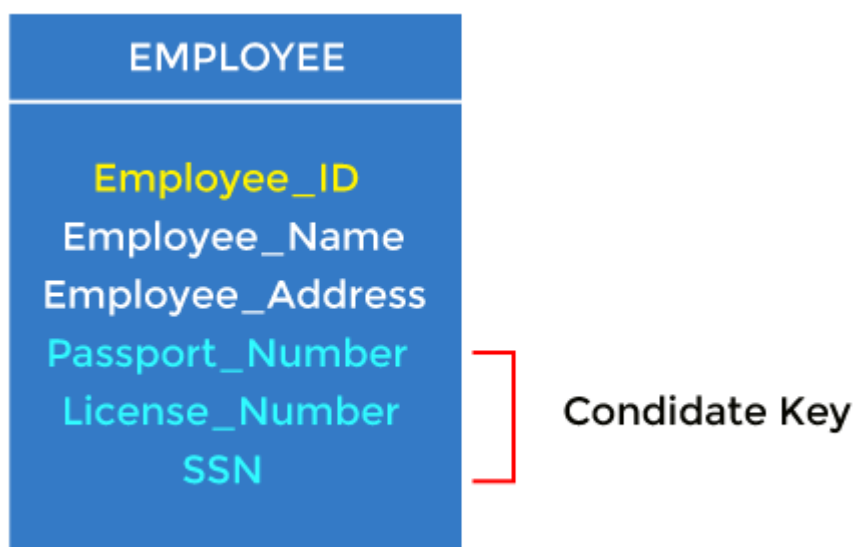 EMPLOYEE
Employee_ID
Employee_Name
Employee_Address
Passport_Number
License_Number
SSN
Condidate Key